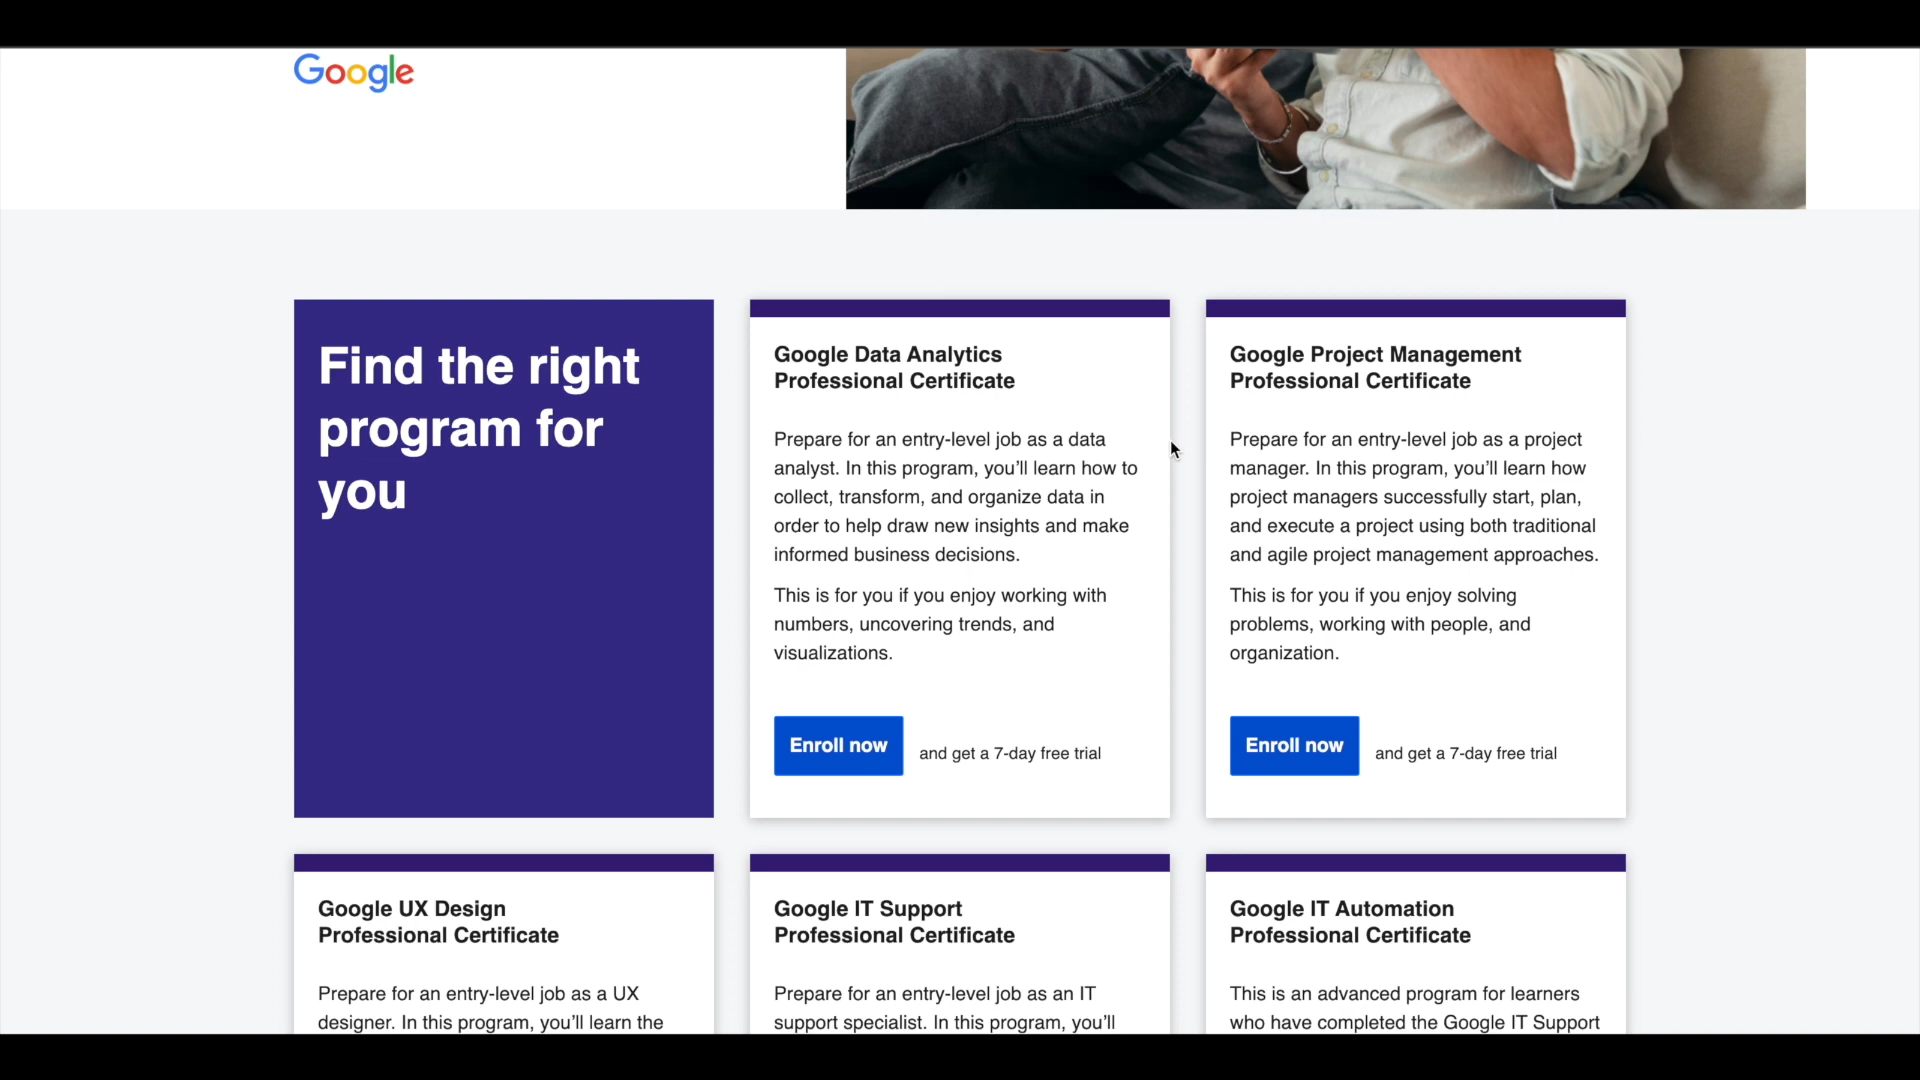 Google
Find the right
program for
you
Google Data Analytics
Professional Certificate
Prepare for an entry-level job as a data
analyst. In this program, you’ll learn how to
collect, transform, and organize data in
order to help draw new insights and make
informed business decisions.
This is for you if you enjoy working with
numbers, uncovering trends, and
visualizations.
Enroll now
and get a 7-day free trial
Google Project Management
Professional Certificate
Prepare for an entry-level job as a project
manager. In this program, you’ll learn how
project managers successfully start, plan,
and execute a project using both traditional
and agile project management approaches.
This is for you if you enjoy solving
problems, working with people, and
organization.
Enroll now
and get a 7-day free trial
Google UX Design
Professional Certificate
Prepare for an entry-level job as a UX
designer. In this program, you’ll learn the
Google IT Support
Professional Certificate
Prepare for an entry-level job as an IT
support specialist. In this program, you’ll
Google IT Automation
Professional Certificate
This is an advanced program for learners
who have completed the Google IT Support